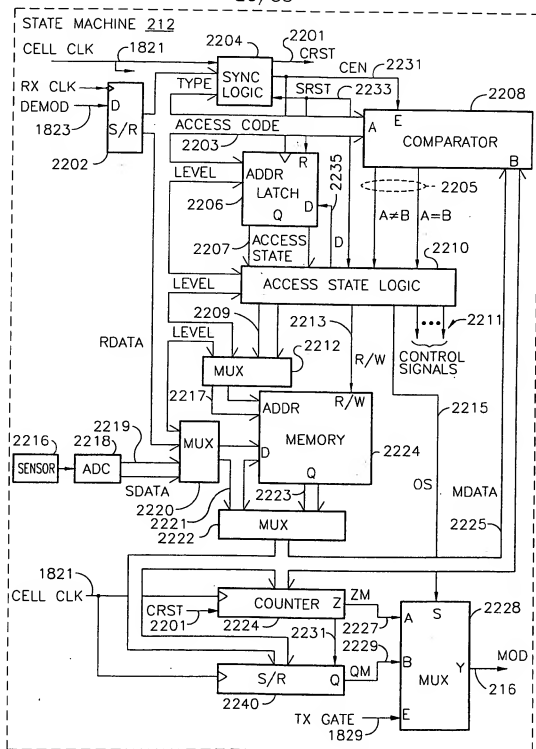 STATE MACHINE 212
CELL CLK
1821
2204
2201
CRST
2231
CEN
2233
SRST
2208
RX CLK
DEMOD
D
1823
S/R
2202
TYPE
SYNC
LOGIC
ACCESS CODE
2203
A
E
COMPARATOR
B
LEVEL
R
ADDR
LATCH
D
Q
2206
2235
2205
A≠B
A=B
2207
ACCESS
STATE
D
2210
ACCESS STATE LOGIC
LEVEL
2209
2213
2211
CONTROL
SIGNALS
LEVEL
2212
R/W
RDATA
MUX
2217
2215
ADDR
R/W
MEMORY
D
Q
2224
2216
2218
2219
SENSOR
ADC
MUX
SDATA
2220
2221
2222
2223
OS
MDATA
2225
MUX
1821
CELL CLK
CRST
2201
COUNTER
Z
ZM
2224
2231
2227
2229
QM
S/R
Q
2240
S
A
B
MUX
Y
E
2228
MOD
216
TX GATE
1829